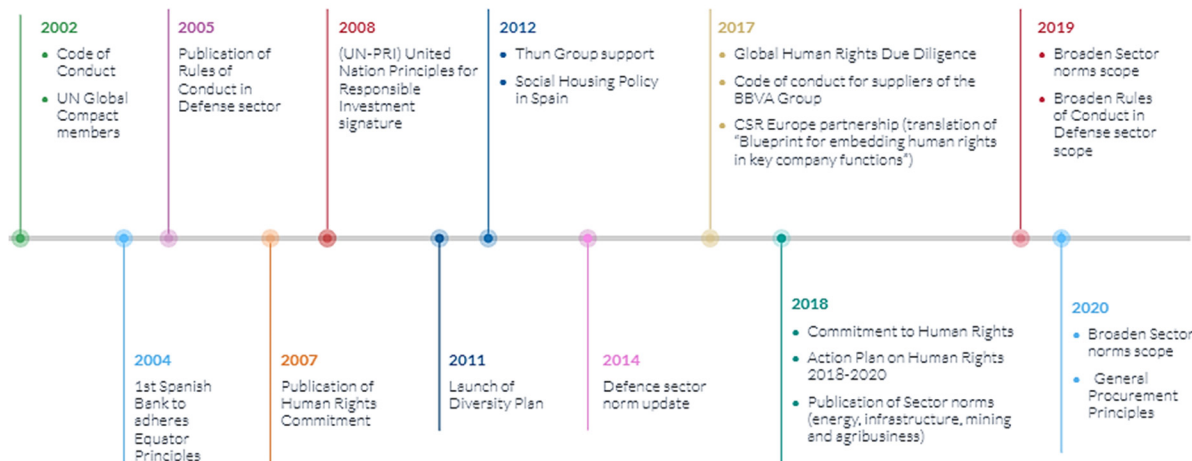 2002
Code of
Conduct
UN Global
Compact
members
2005
Publication of
Rules of
Conduct in
Defense sector
2008
(UN-PRI) United
Nation Principles for
Responsible
Investment
signature
2012
Thun Group support
Social Housing Policy
in Spain
2017
Global Human Rights Due Diligence
Code of conduct for suppliers of the
BBVA Group
CSR Europe partnership (translation of
"Blueprint for embedding human rights
in key company functions")
2019
Broaden Sector
norms scope
Broaden Rules
of Conduct in
Defense sector
scope
2004
1st Spanish
Bank to
adheres
Equator
Principles
2007
Publication of
Human Rights
Commitment
2011
Launch of
Diversity Plan
2014
Defence sector
norm update
2018
Commitment to Human Rights
Action Plan on Human Rights
2018-2020
Publication of Sector norms
(energy, infrastructure, mining
and agribusiness)
2020
Broaden Sector
norms scope
General
Procurement
Principles